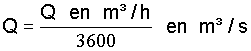 Q = Q en m³/h / 3600 en m³/s